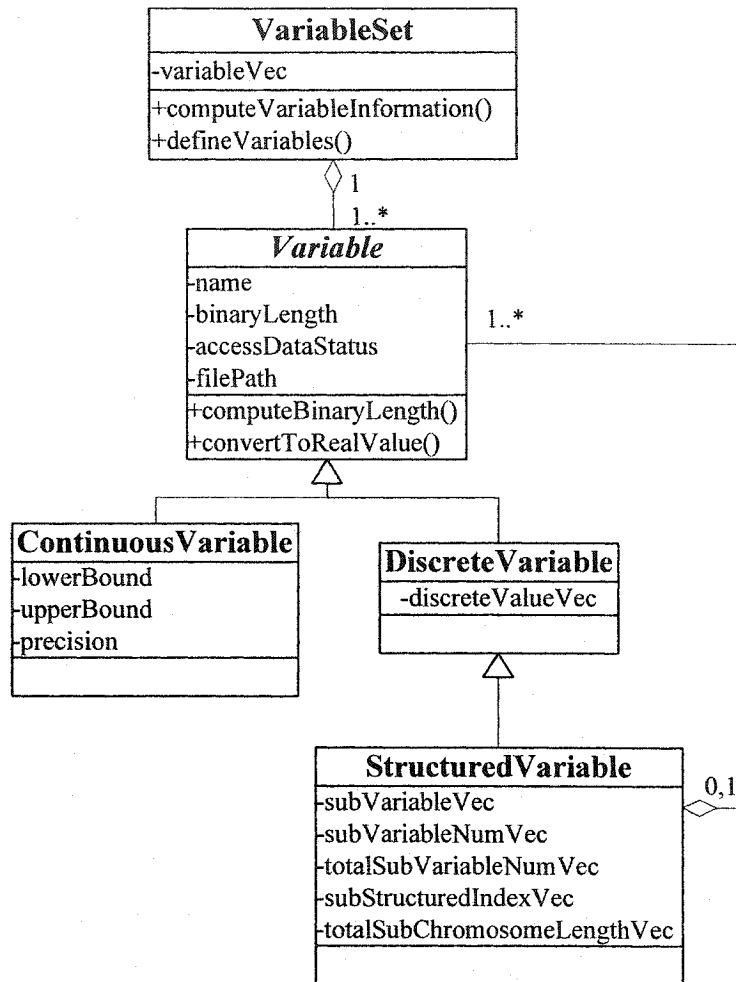 VariableSet
-variableVec
+computeVariableInformation()
+defineVariables()
1
1..*
Variable
-name
-binaryLength
-accessDataStatus
-filePath
+computeBinaryLength()
+convertToRealValue()
1..*
ContinuousVariable
-lowerBound
-upperBound
-precision
DiscreteVariable
-discreteValueVec
StructuredVariable
-subVariableVec
-subVariableNumVec
-totalSubVariableNumVec
-subStructuredIndexVec
-totalSubChromosomeLengthVec
0,1